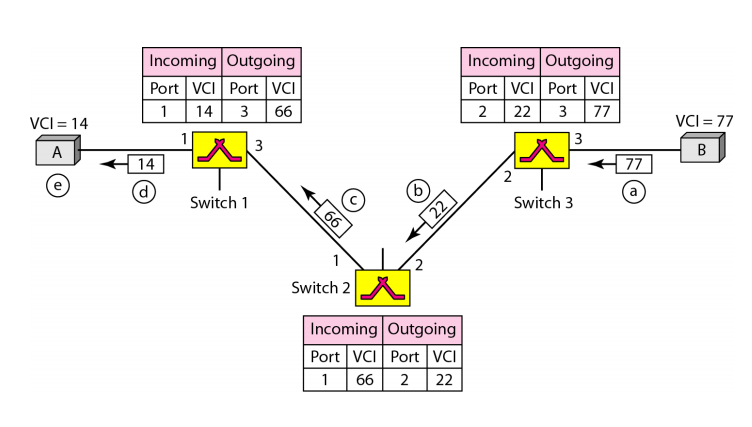 Incoming Outgoing
Port VCI Port VCI
1 14 3 66
Incoming Outgoing
Port VCI Port VCI
2 22 3 77
VCI = 14
VCI = 77
A
1
3
3
B
14
2
77
e
d
Switch 1
c
66
b
22
Switch 3
a
1
2
Switch 2
Incoming Outgoing
Port VCI Port VCI
1 66 2 22